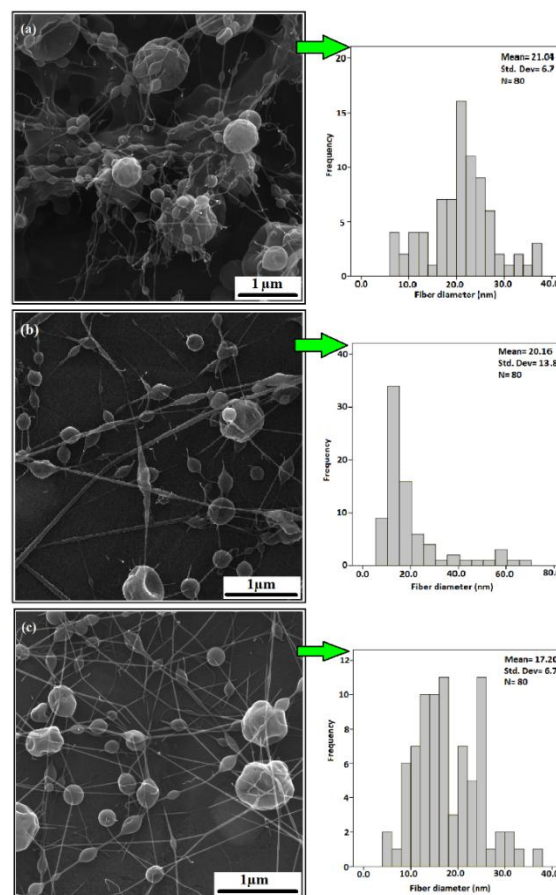 (a)
1 µm
Mean= 21.04
Std. Dev= 6.7
N= 80
Frequency
20
15
10
5
0
0.0 10.0 20.0 30.0 40.0
Fiber diameter (nm)
(b)
1µm
Mean= 20.16
Std. Dev= 13.8
N= 80
Frequency
40
30
20
10
0
0.0 20.0 40.0 60.0 80.0
Fiber diameter (nm)
(c)
1µm
Mean= 17.20
Std. Dev= 6.7
N= 80
Frequency
12
10
8
6
4
2
0
0.0 10.0 20.0 30.0 40.0
Fiber diameter (nm)